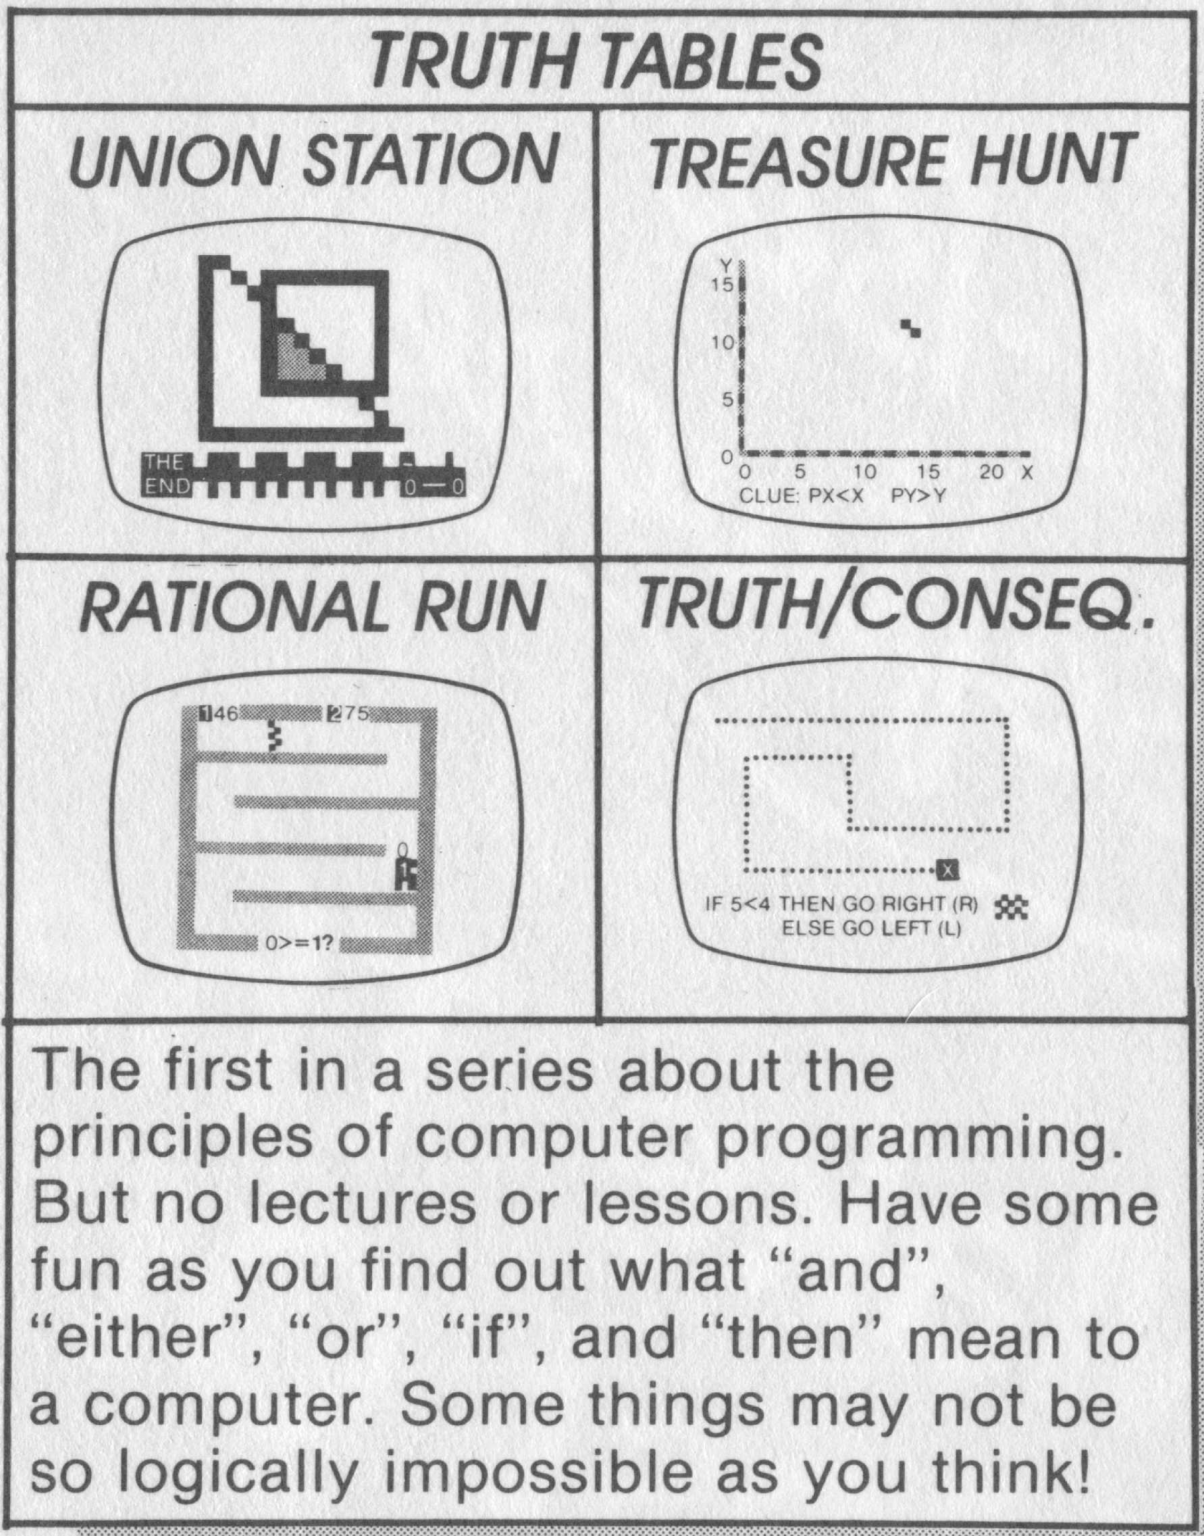 TRUTH TABLES
UNION STATION
THE
END
0 — 0
TREASURE HUNT
Y
15
10
5
0
0 5 10 15 20 X
CLUE: PX<X PY>Y
RATIONAL RUN
146 275
0
1
0>=1?
TRUTH/CONSEQ.
X
IF 5<4 THEN GO RIGHT (R)
ELSE GO LEFT (L)
The first in a series about the
principles of computer programming.
But no lectures or lessons. Have some
fun as you find out what “and”,
“either”, “or”, “if”, and “then” mean to
a computer. Some things may not be
so logically impossible as you think!